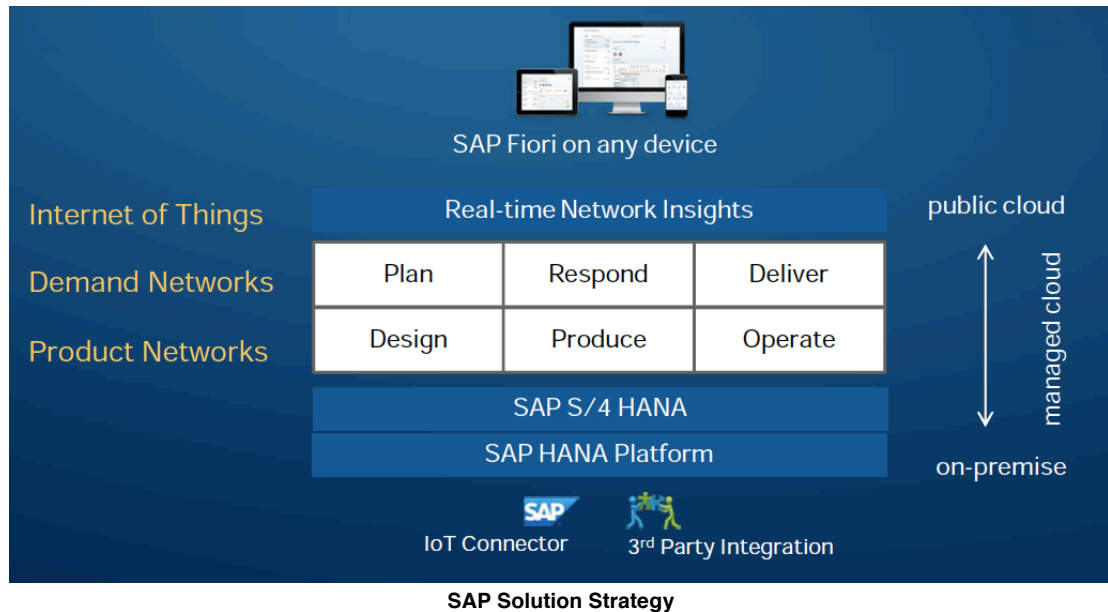 SAP Fiori on any device
Internet of Things
Real-time Network Insights
public cloud
Demand Networks
Plan
Respond
Deliver
Product Networks
Design
Produce
Operate
managed cloud
SAP S/4 HANA
SAP HANA Platform
on-premise
SAP
IoT Connector
3rd Party Integration
SAP Solution Strategy